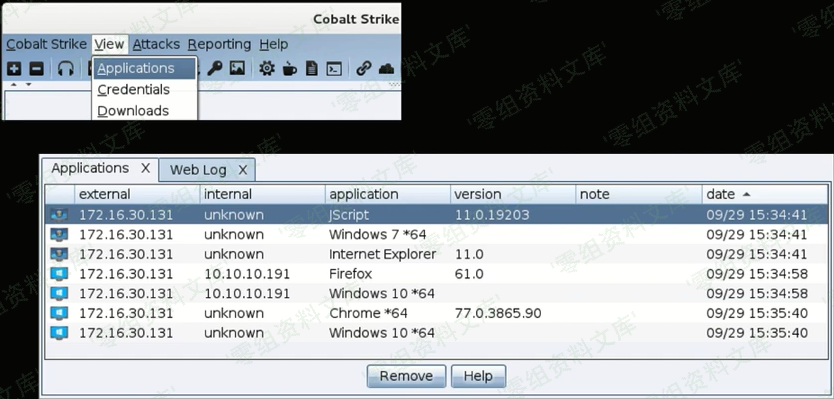 Cobalt Strike
Cobalt Strike View Attacks Reporting Help
Applications
Credentials
Downloads
Applications X Web Log X
external internal application version note date
172.16.30.131 unknown JScript 11.0.19203 09/29 15:34:41
172.16.30.131 unknown Windows 7 *64 09/29 15:34:41
172.16.30.131 unknown Internet Explorer 11.0 09/29 15:34:41
172.16.30.131 10.10.10.191 Firefox 61.0 09/29 15:34:58
172.16.30.131 10.10.10.191 Windows 10 *64 09/29 15:34:58
172.16.30.131 unknown Chrome *64 77.0.3865.90 09/29 15:35:40
172.16.30.131 unknown Windows 10 *64 09/29 15:35:40
Remove Help
'零组资料文库'